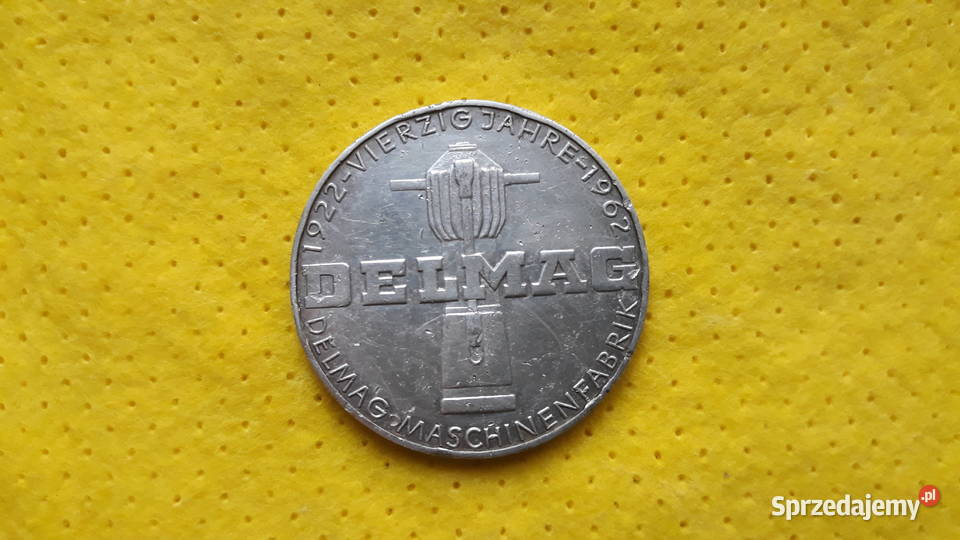 1922-VIERZIG JAHRE-1962
DELMAG
DELMAG·MASCHINENFABRIK
Sprzedajemy.pl